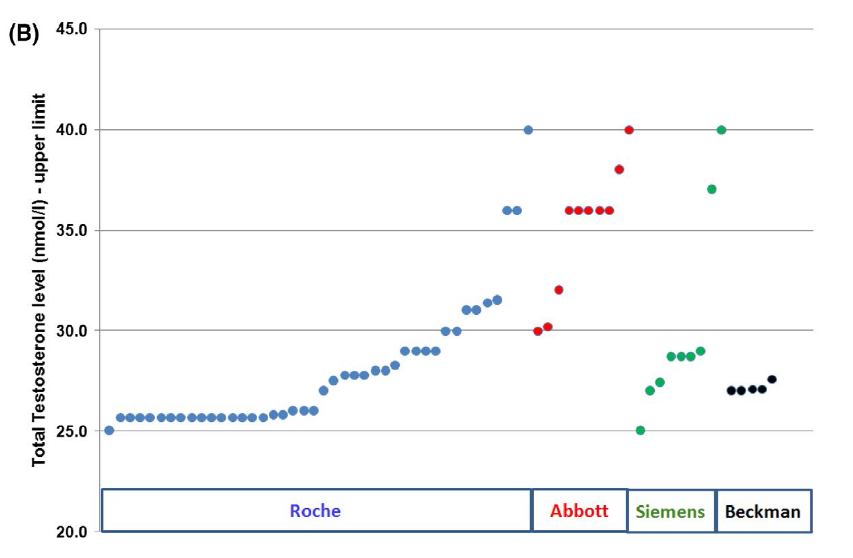 (B)
Total Testosterone level (nmol/l) - upper limit
45.0
40.0
35.0
30.0
25.0
20.0
Roche
Abbott
Siemens
Beckman